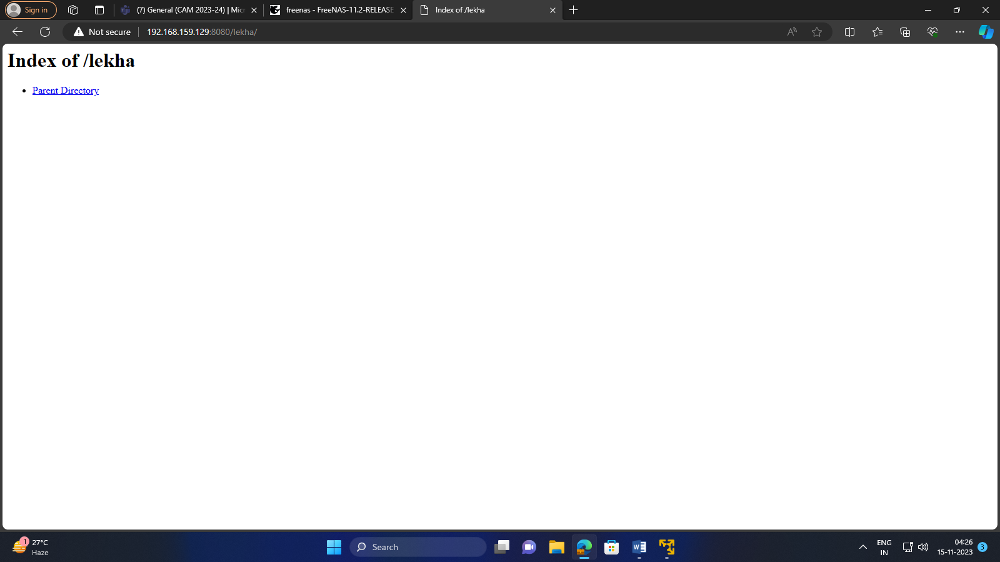 Sign in
(7) General (CAM 2023-24) | Micr
freenas - FreeNAS-11.2-RELEASE
Index of /lekha
Not secure
192.168.159.129:8080/lekha/
Index of /lekha
Parent Directory
1
27°C
Haze
Search
ENG
IN
04:26
15-11-2023
3